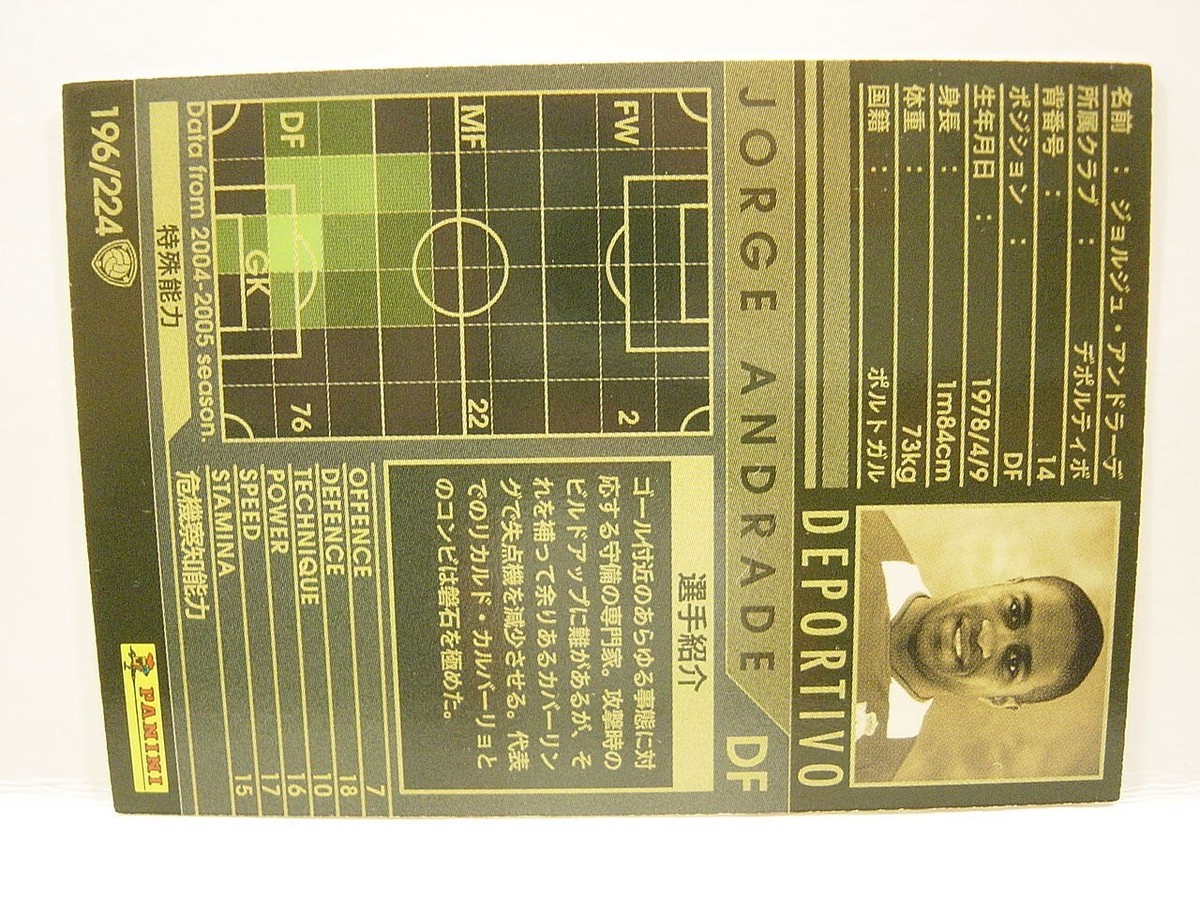 名前 : ジョルジュ・アンドラーデ
所属クラブ : デポルティボ
背番号 : 14
ポジション : DF
生年月日 : 1978/4/9
身長 : 1m84cm
体重 : 73kg
国籍 : ポルトガル
DEPORTIVO
JORGE ANDRADE DF
FW 2
MF 22
DF 76
GK
Data from 2004-2005 season.
選手紹介
ゴール付近のあらゆる事態に対
応する守備の専門家。攻撃時の
ビルドアップに難があるが、そ
れを補って余りあるカバーリン
グで失点機を減少させる。代表
でのリカルド・カルバーリョと
のコンビは磐石を極めた。
OFFENCE 7
DEFENCE 18
TECHNIQUE 10
POWER 16
SPEED 17
STAMINA 15
特殊能力
危機察知能力
196/224
PANINI